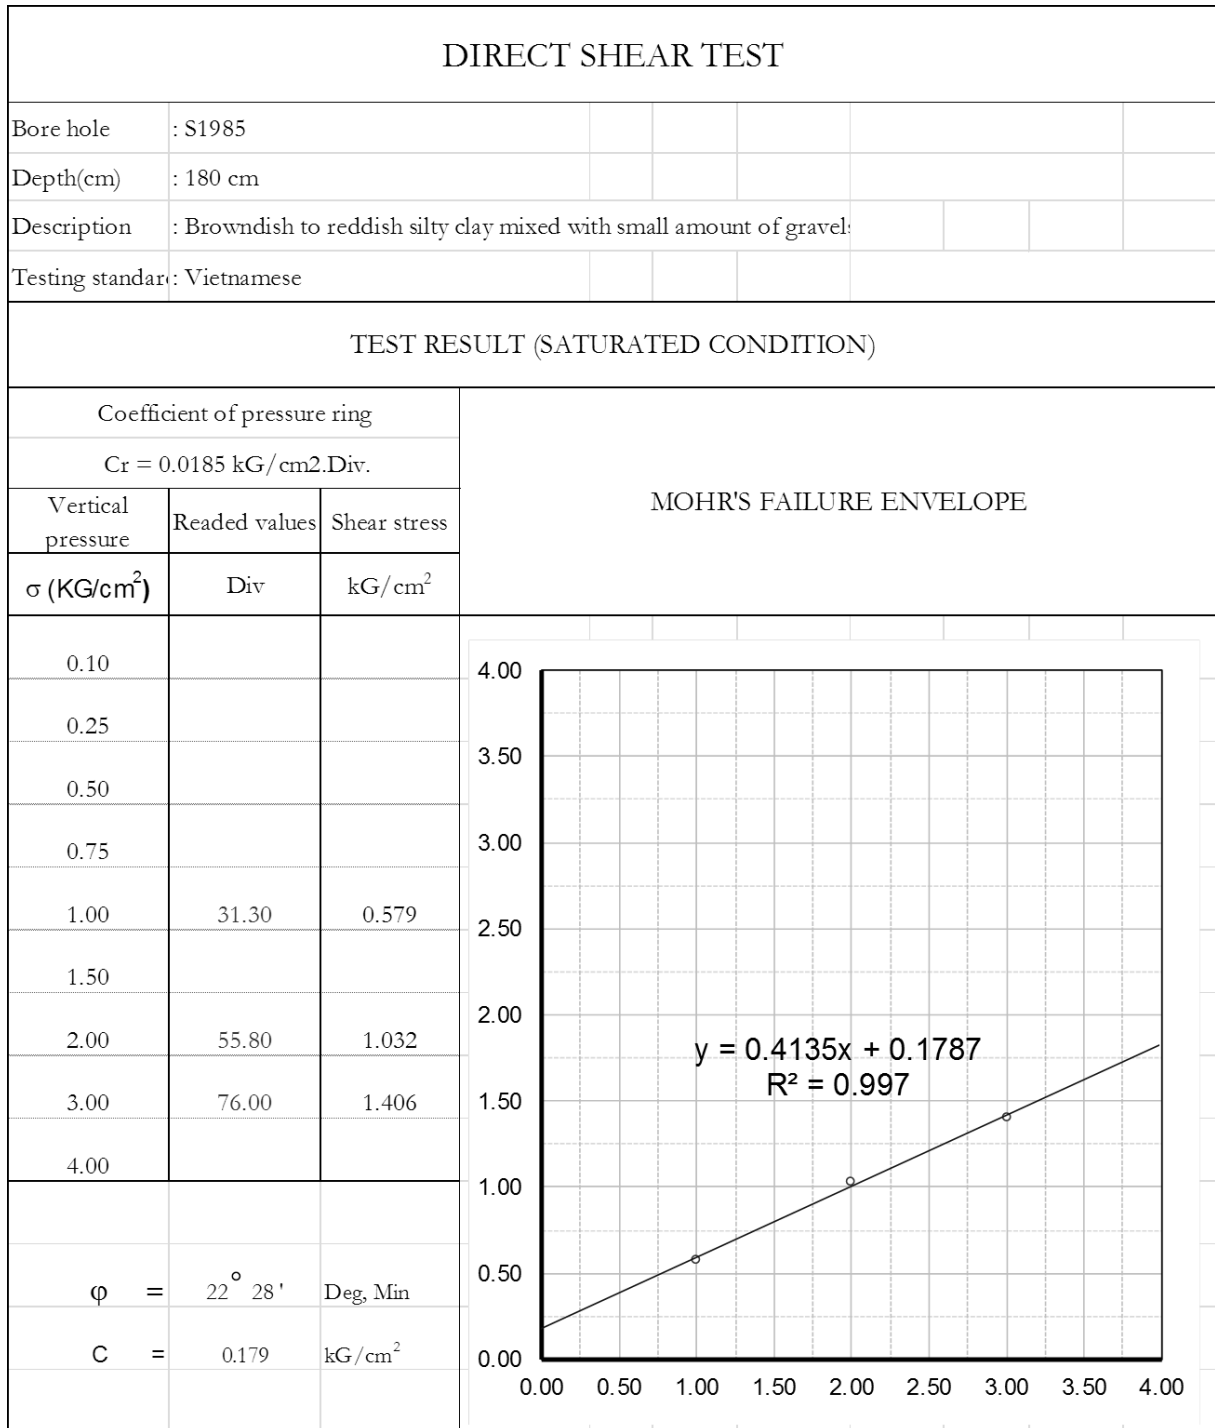 DIRECT SHEAR TEST
Bore hole : S1985
Depth(cm) : 180 cm
Description : Browndish to reddish silty clay mixed with small amount of gravel
Testing standar : Vietnamese
TEST RESULT (SATURATED CONDITION)
Coefficient of pressure ring
Cr = 0.0185 kG/cm2.Div.
Vertical pressure Readed values Shear stress
σ (KG/cm²) Div kG/cm²
0.10
0.25
0.50
0.75
1.00 31.30 0.579
1.50
2.00 55.80 1.032
3.00 76.00 1.406
4.00
φ = 22° 28 ' Deg, Min
C = 0.179 kG/cm²
MOHR'S FAILURE ENVELOPE
4.00
3.50
3.00
2.50
2.00
y = 0.4135x + 0.1787
R² = 0.997
1.50
1.00
0.50
0.00
0.00 0.50 1.00 1.50 2.00 2.50 3.00 3.50 4.00